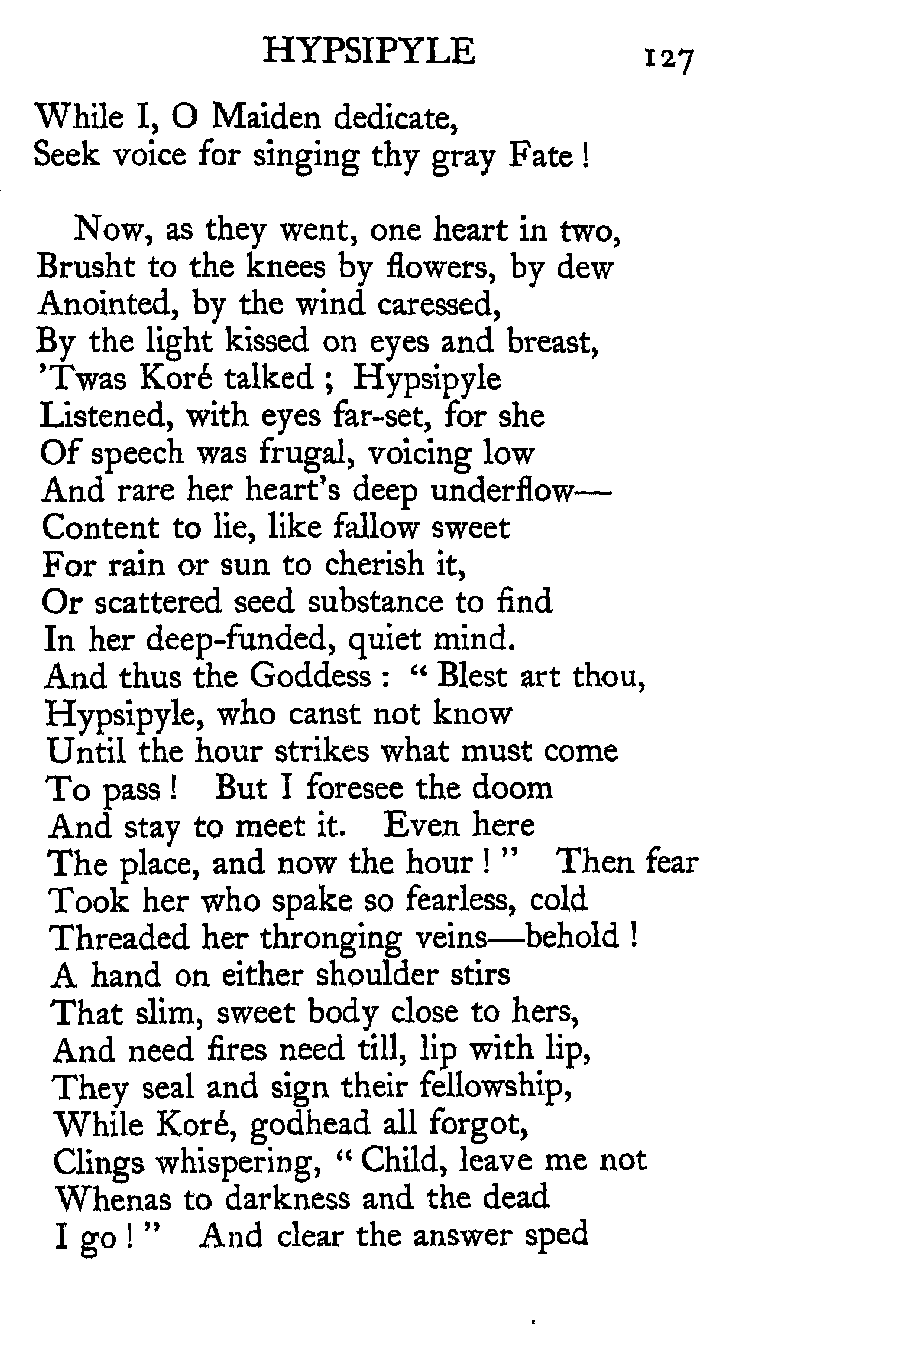 HYPSIPYLE 127
While I, O Maiden dedicate,
Seek voice for singing thy gray Fate !
Now, as they went, one heart in two,
Brusht to the knees by flowers, by dew
Anointed, by the wind caressed,
By the light kissed on eyes and breast,
’Twas Koré talked ; Hypsipyle
Listened, with eyes far-set, for she
Of speech was frugal, voicing low
And rare her heart’s deep underflow—
Content to lie, like fallow sweet
For rain or sun to cherish it,
Or scattered seed substance to find
In her deep-funded, quiet mind.
And thus the Goddess : “ Blest art thou,
Hypsipyle, who canst not know
Until the hour strikes what must come
To pass ! But I foresee the doom
And stay to meet it. Even here
The place, and now the hour ! ” Then fear
Took her who spake so fearless, cold
Threaded her thronging veins—behold !
A hand on either shoulder stirs
That slim, sweet body close to hers,
And need fires need till, lip with lip,
They seal and sign their fellowship,
While Koré, godhead all forgot,
Clings whispering, “ Child, leave me not
Whenas to darkness and the dead
I go ! ” And clear the answer sped